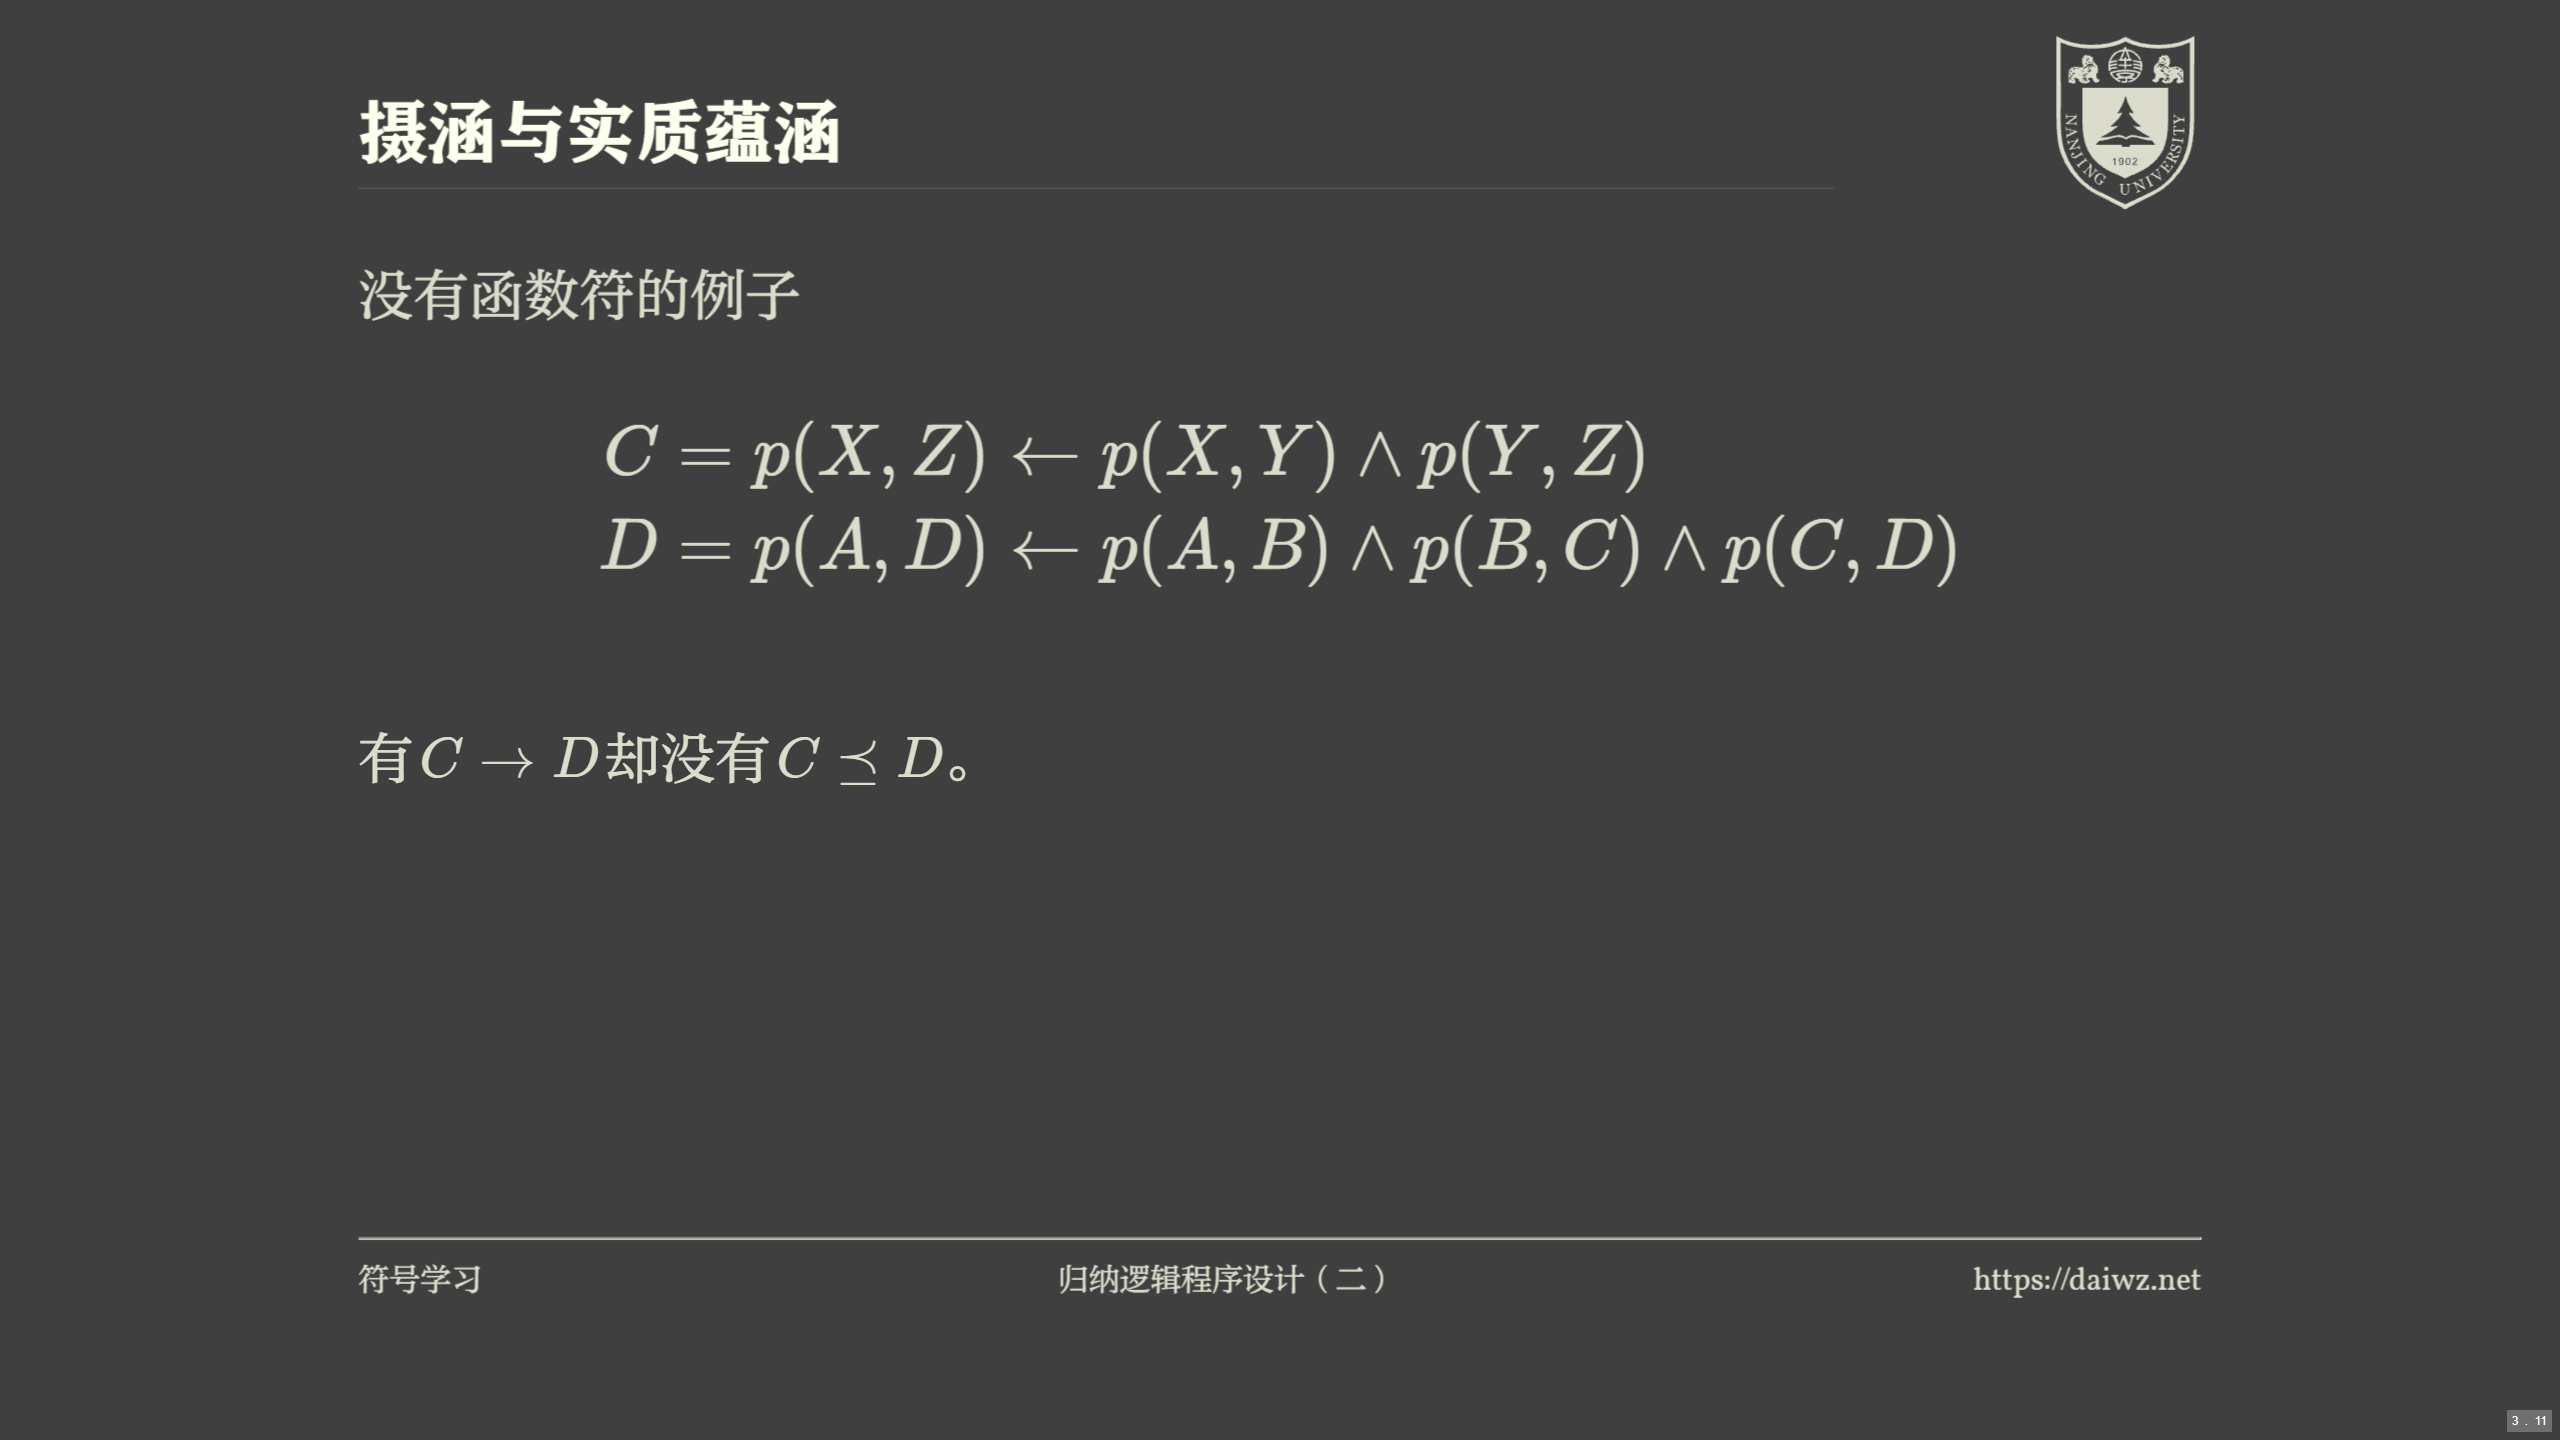 摄涵与实质蕴涵
NANJING UNIVERSITY
1902
没有函数符的例子
C = p(X, Z) ← p(X, Y) ∧ p(Y, Z)
D = p(A, D) ← p(A, B) ∧ p(B, C) ∧ p(C, D)
有C → D却没有C ⪯ D。
符号学习
归纳逻辑程序设计（二）
https://daiwz.net
3 . 11